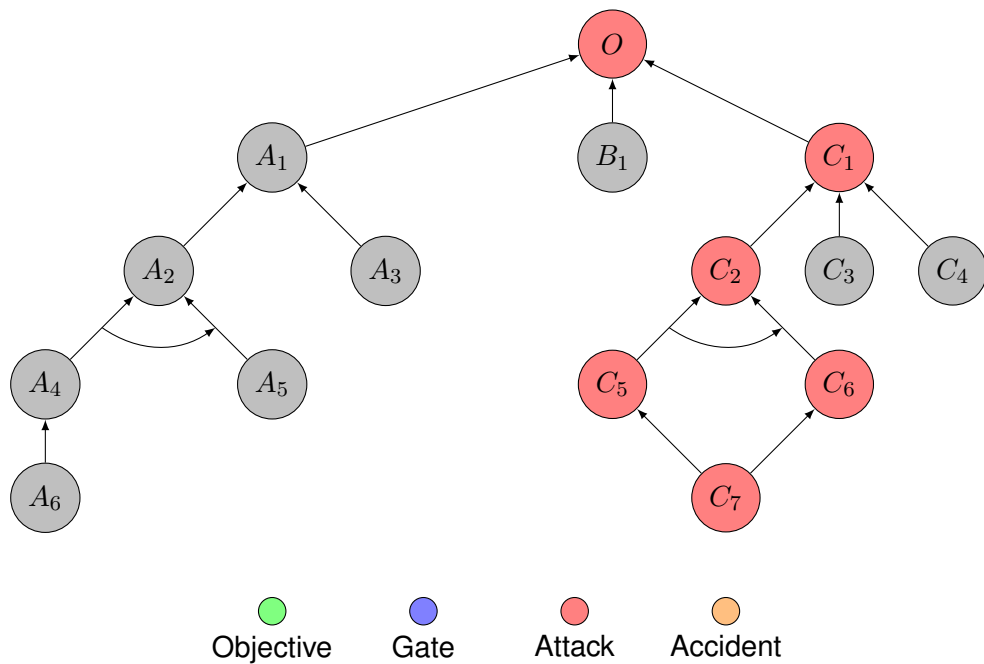 O
A₁ B₁ C₁
A₂ A₃ C₂ C₃ C₄
A₄ A₅ C₅ C₆
A₆ C₇
Objective Gate Attack Accident